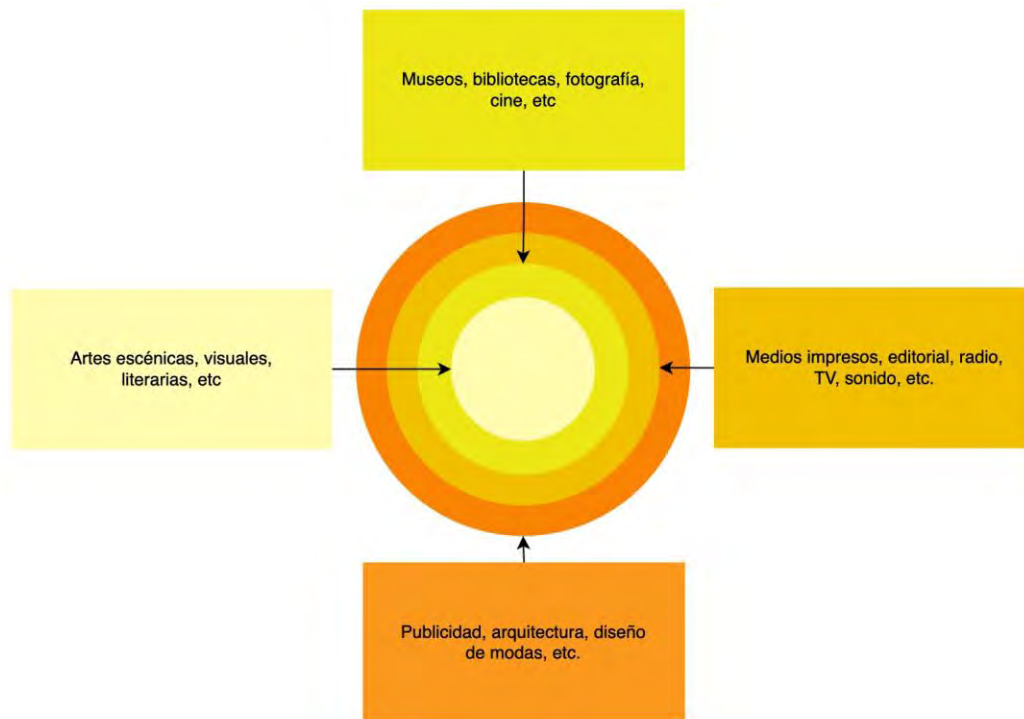 Museos, bibliotecas, fotografía,
cine, etc
Artes escénicas, visuales,
literarias, etc
Medios impresos, editorial, radio,
TV, sonido, etc.
Publicidad, arquitectura, diseño
de modas, etc.